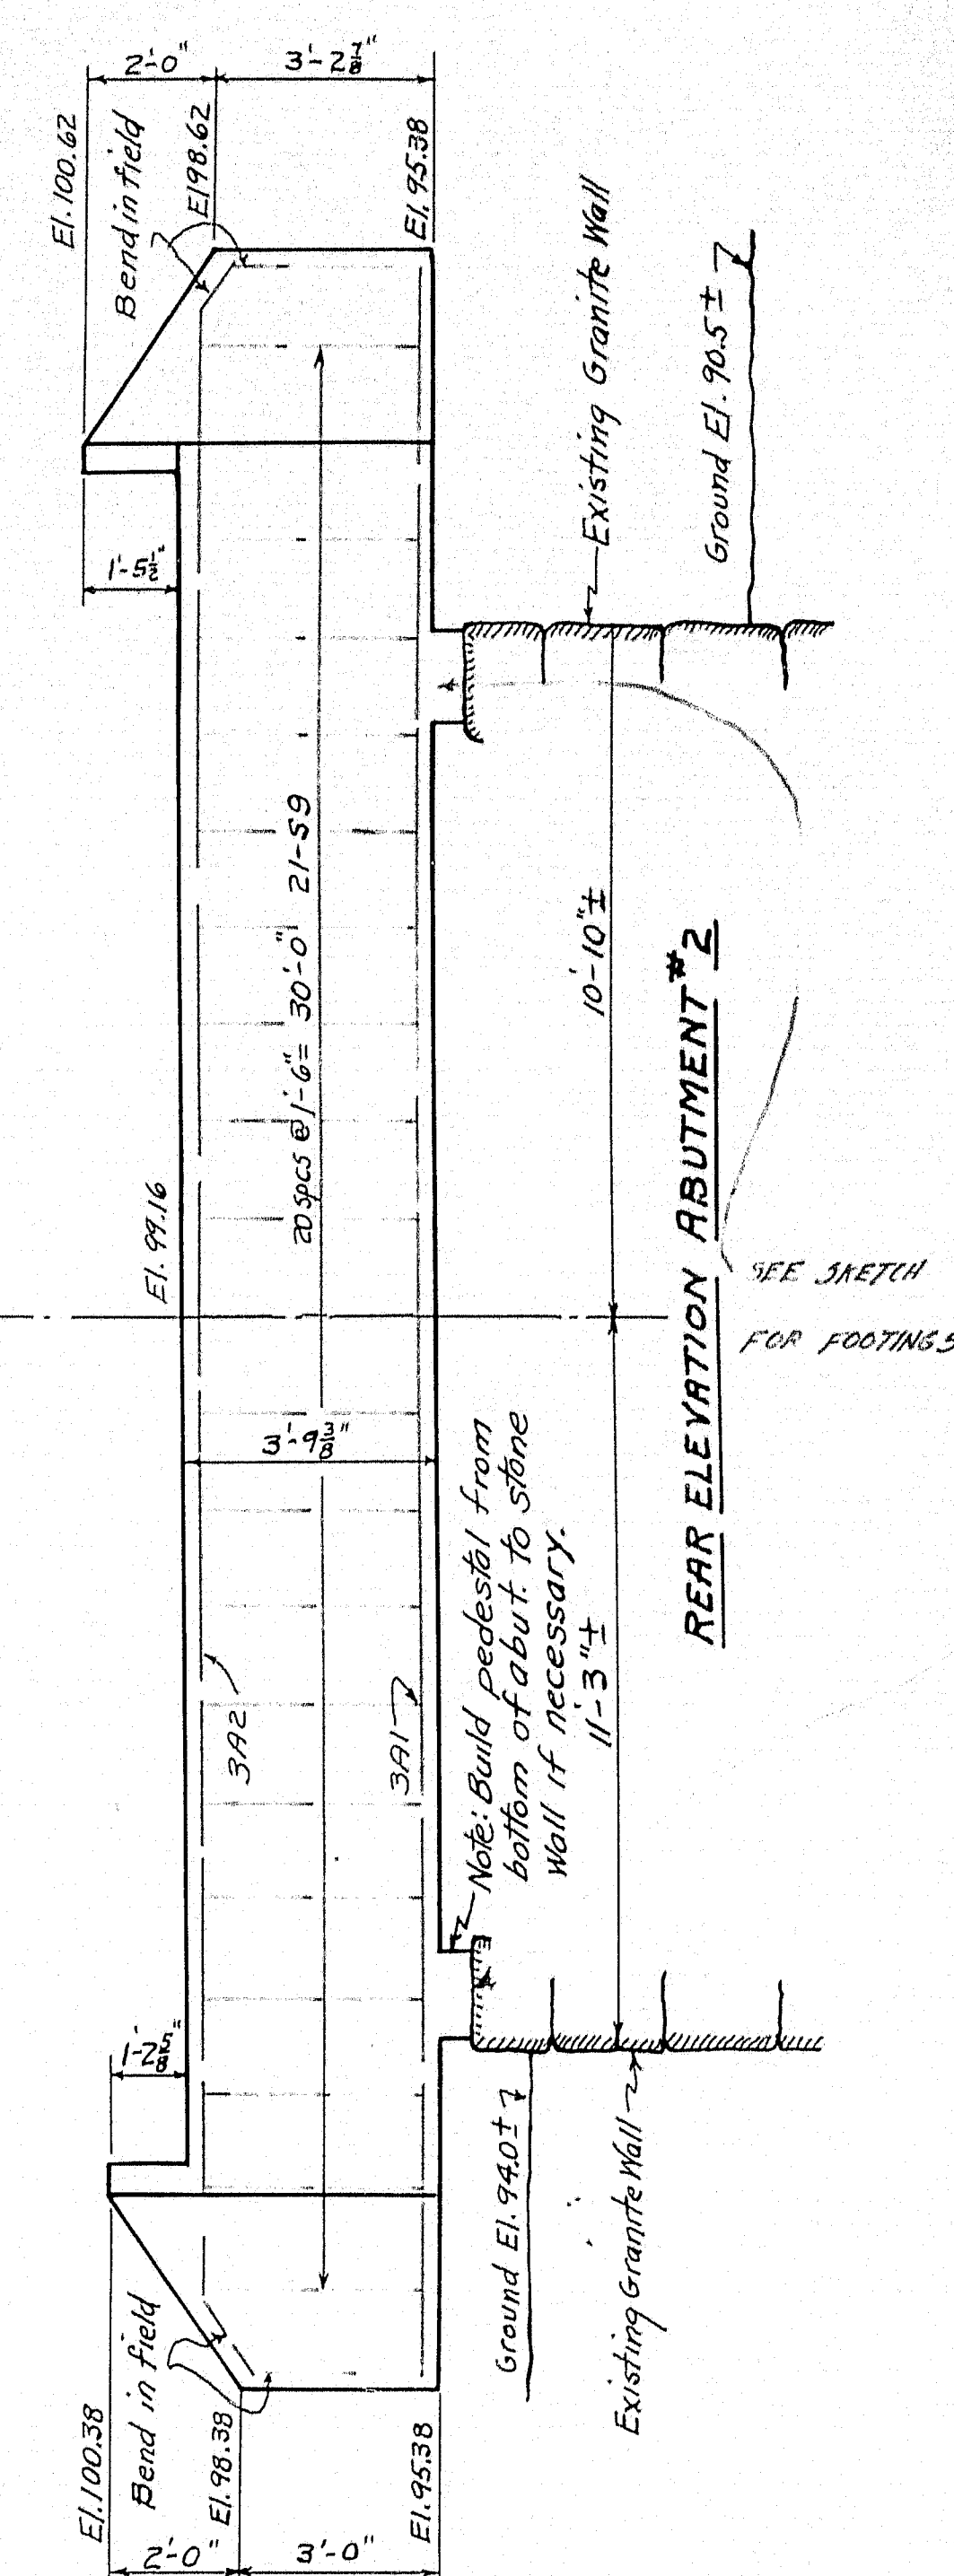 2'-0"
3'-2 7/8"
El. 100.62
Bend in field
El 98.62
El. 95.38
1'-5 1/2"
Existing Granite Wall
Ground El. 90.5 ±
20 spcs @ 1'-6" = 30'-0" 21-S9
10'-10" ±
El. 99.16
3'-9 3/8"
3A2
3A1
Note: Build pedestal from
bottom of abut. to stone
wall if necessary.
11'-3" ±
REAR ELEVATION ABUTMENT #2
SEE SKETCH
FOR FOOTINGS
1'-2 5/8"
Ground El. 94.0 ±
Existing Granite Wall
El. 100.38
Bend in field
El. 98.38
El. 95.38
2'-0"
3'-0"